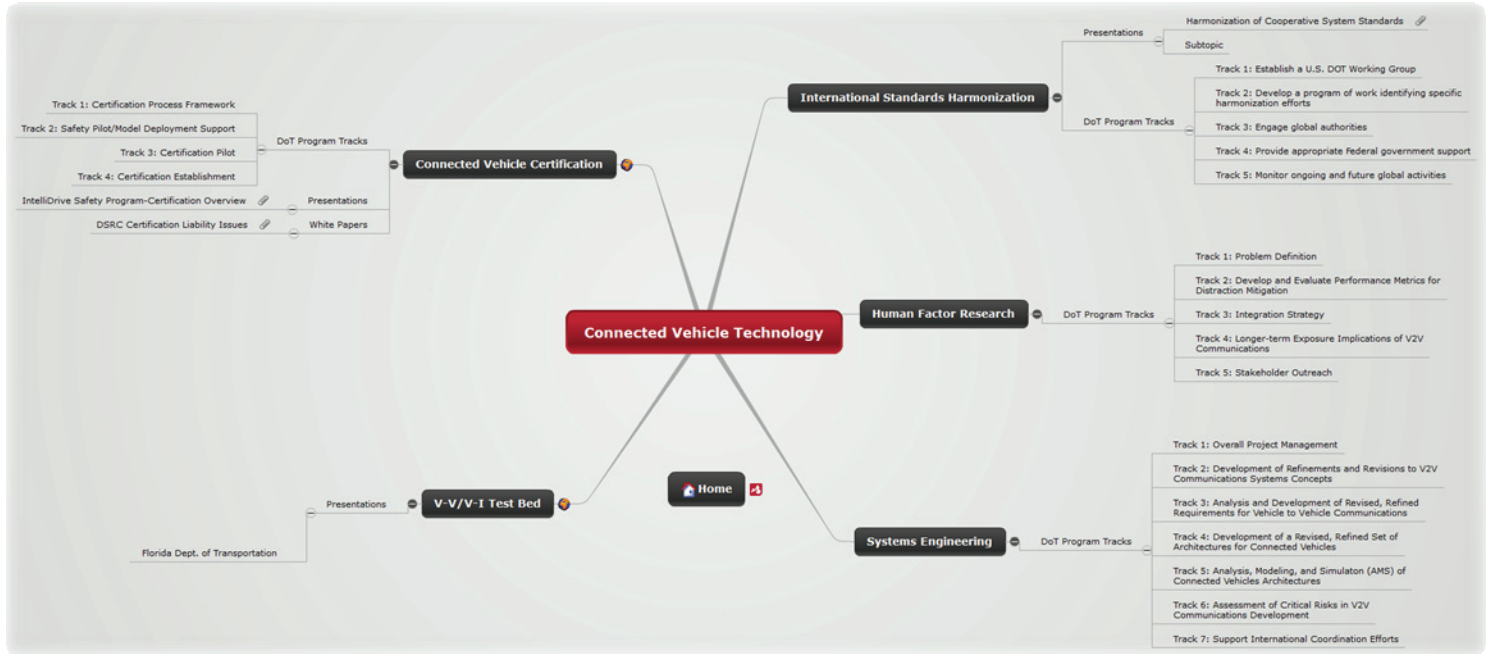 Connected Vehicle Technology
International Standards Harmonization
Presentations
Harmonization of Cooperative System Standards
Subtopic
DoT Program Tracks
Track 1: Establish a U.S. DOT Working Group
Track 2: Develop a program of work identifying specific
harmonization efforts
Track 3: Engage global authorities
Track 4: Provide appropriate Federal government support
Track 5: Monitor ongoing and future global activities
Human Factor Research
DoT Program Tracks
Track 1: Problem Definition
Track 2: Develop and Evaluate Performance Metrics for
Distraction Mitigation
Track 3: Integration Strategy
Track 4: Longer-term Exposure Implications of V2V
Communications
Track 5: Stakeholder Outreach
Systems Engineering
DoT Program Tracks
Track 1: Overall Project Management
Track 2: Development of Refinements and Revisions to V2V
Communications Systems Concepts
Track 3: Analysis and Development of Revised, Refined
Requirements for Vehicle to Vehicle Communications
Track 4: Development of a Revised, Refined Set of
Architectures for Connected Vehicles
Track 5: Analysis, Modeling, and Simulaton (AMS) of
Connected Vehicles Architectures
Track 6: Assessment of Critical Risks in V2V
Communications Development
Track 7: Support International Coordination Efforts
Home
V-V/V-I Test Bed
Presentations
Florida Dept. of Transportation
Connected Vehicle Certification
DoT Program Tracks
Track 1: Certification Process Framework
Track 2: Safety Pilot/Model Deployment Support
Track 3: Certification Pilot
Track 4: Certification Establishment
Presentations
IntelliDrive Safety Program-Certification Overview
White Papers
DSRC Certification Liability Issues